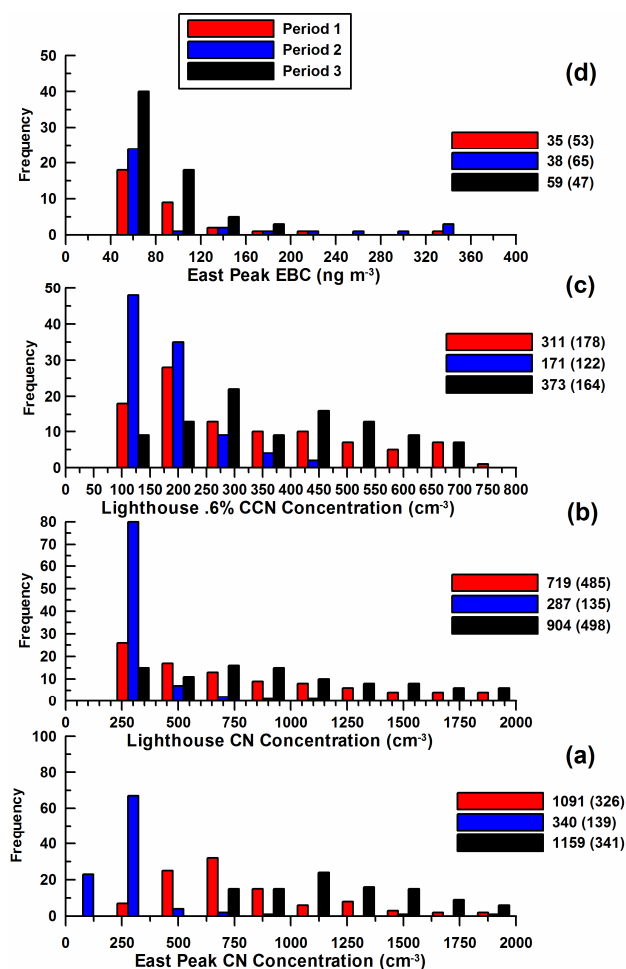 Period 1
Period 2
Period 3
(d)
50
40
30
20
10
0
Frequency
35 (53)
38 (65)
59 (47)
0 40 80 120 160 200 240 280 320 360 400
East Peak EBC (ng m-3)
(c)
50
40
30
20
10
0
Frequency
311 (178)
171 (122)
373 (164)
0 50 100 150 200 250 300 350 400 450 500 550 600 650 700 750 800
Lighthouse .6% CCN Concentration (cm-3)
(b)
80
70
60
50
40
30
20
10
0
Frequency
719 (485)
287 (135)
904 (498)
0 250 500 750 1000 1250 1500 1750 2000
Lighthouse CN Concentration (cm-3)
(a)
100
80
60
40
20
0
Frequency
1091 (326)
340 (139)
1159 (341)
0 250 500 750 1000 1250 1500 1750 2000
East Peak CN Concentration (cm-3)